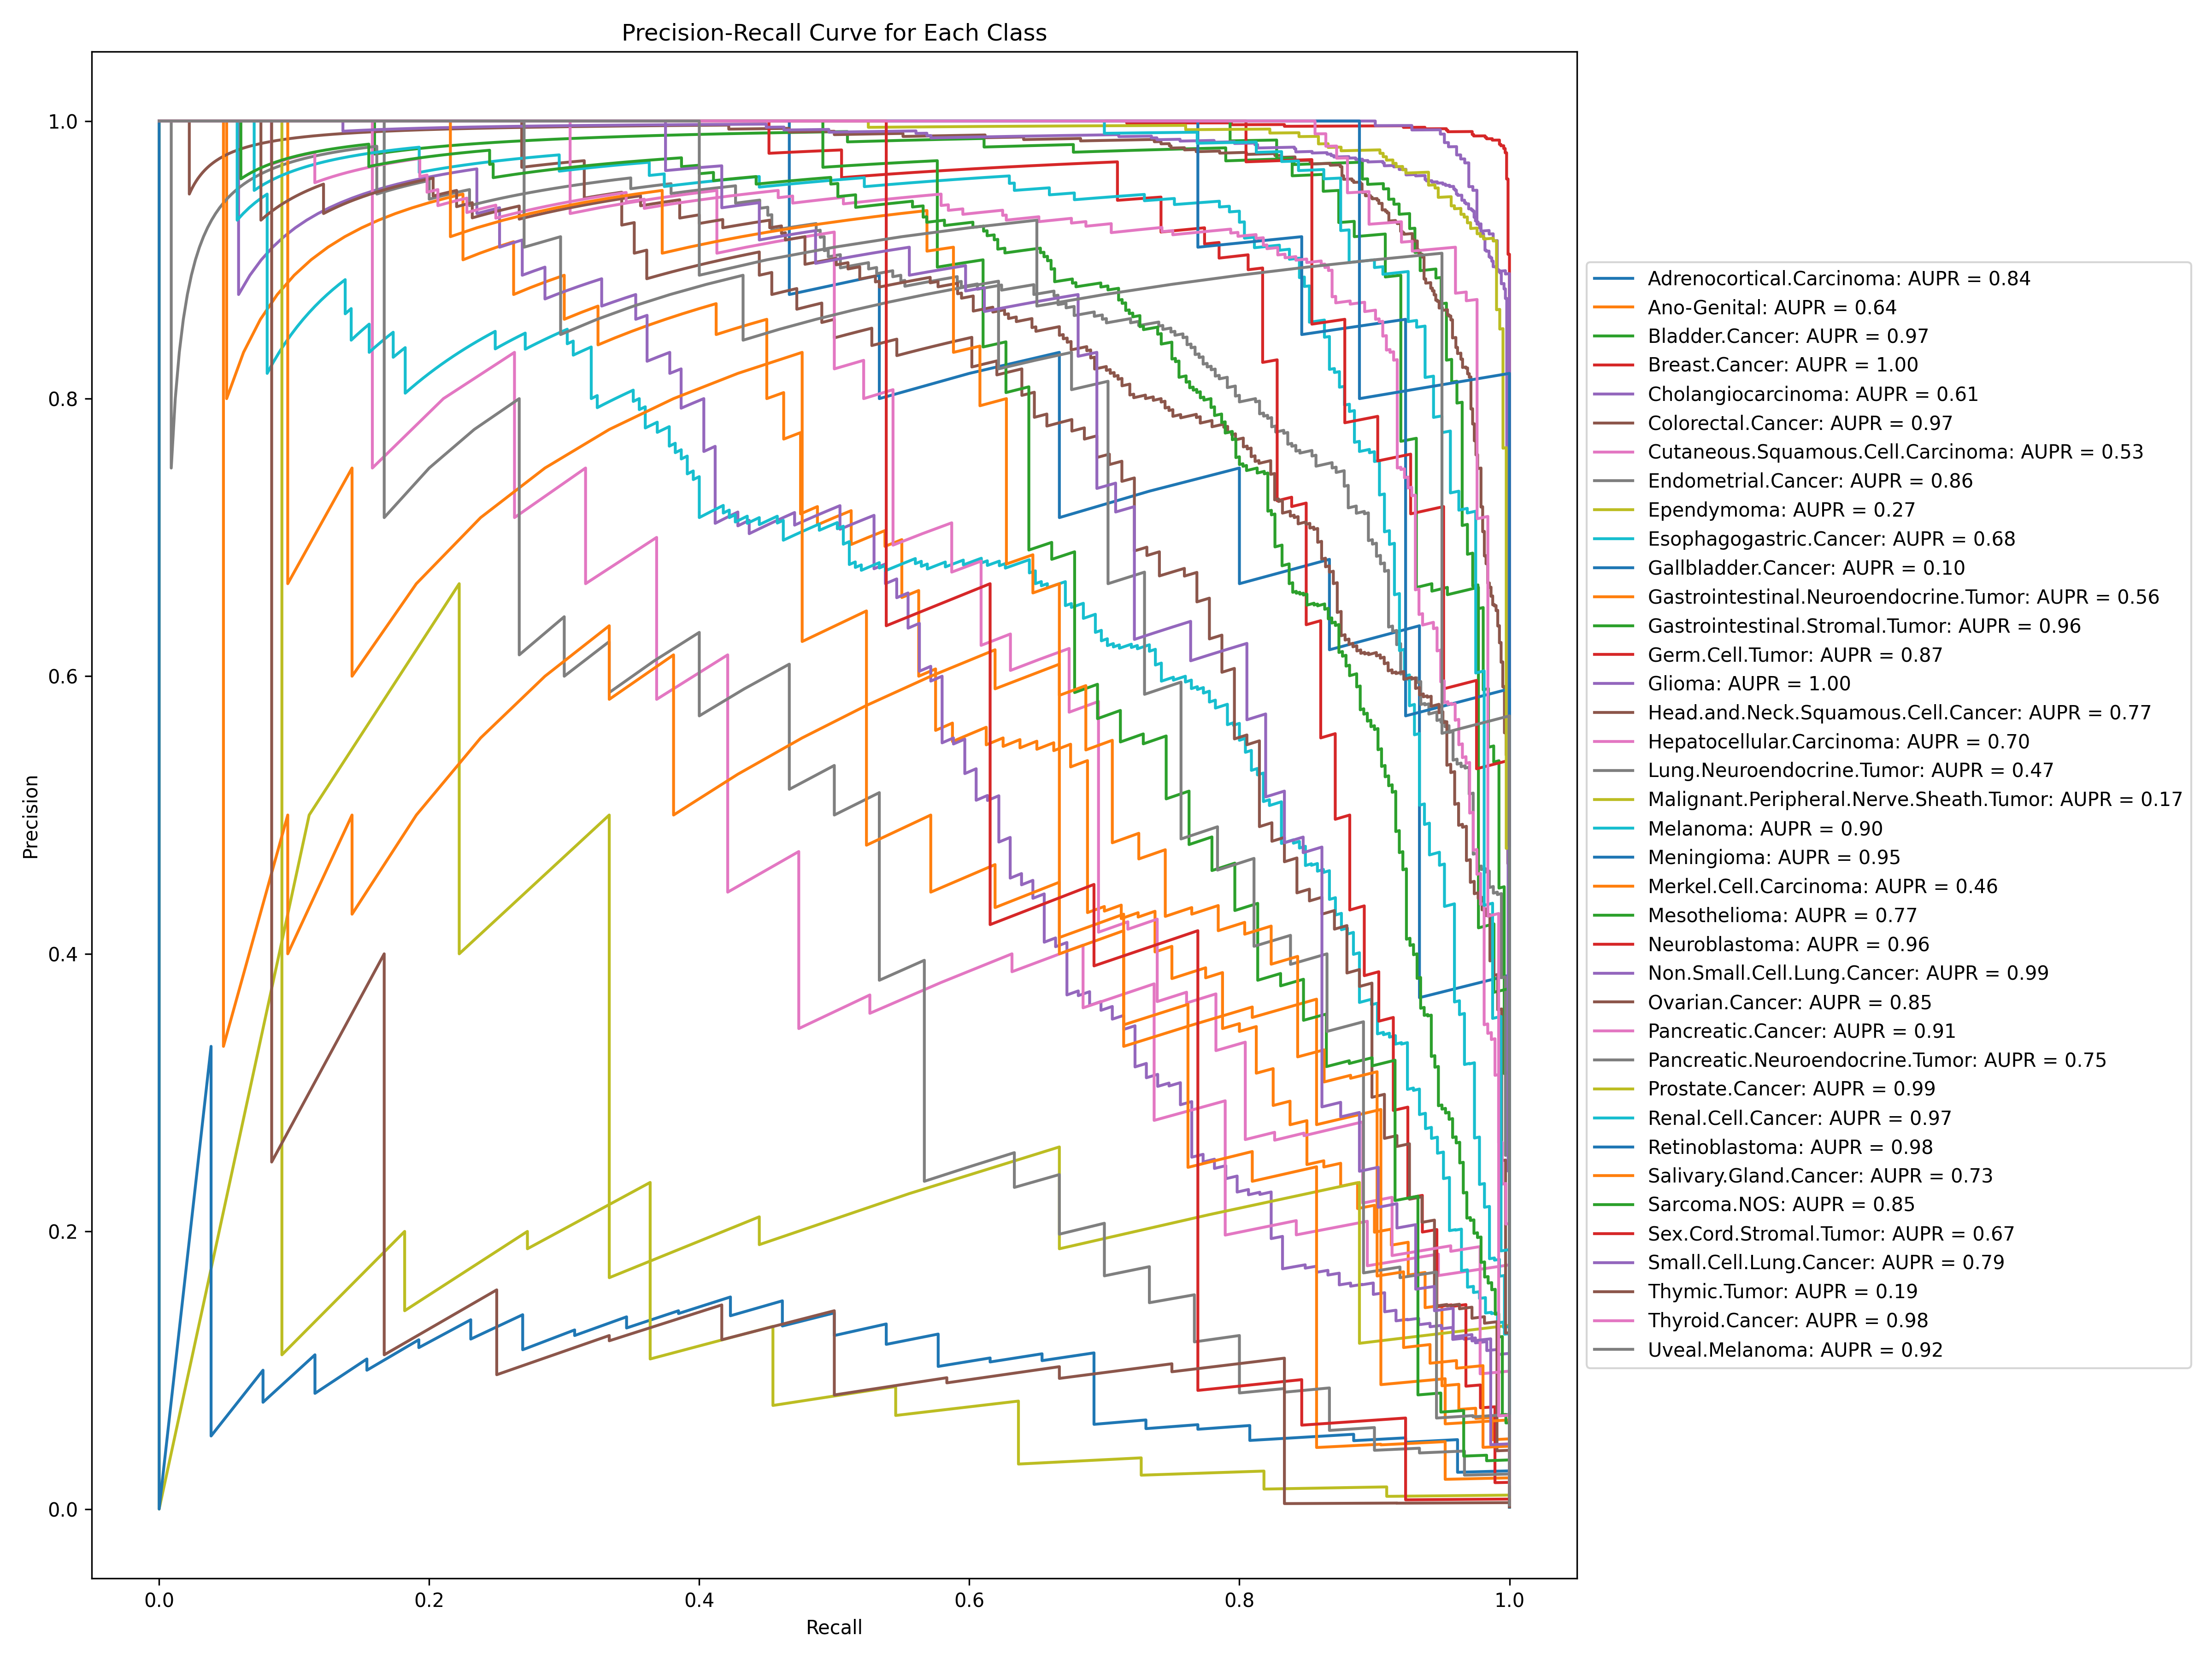 Precision-Recall Curve for Each Class
1.0
0.8
0.6
0.4
0.2
0.0
Precision
0.0 0.2 0.4 0.6 0.8 1.0
Recall
Adrenocortical.Carcinoma: AUPR = 0.84
Ano-Genital: AUPR = 0.64
Bladder.Cancer: AUPR = 0.97
Breast.Cancer: AUPR = 1.00
Cholangiocarcinoma: AUPR = 0.61
Colorectal.Cancer: AUPR = 0.97
Cutaneous.Squamous.Cell.Carcinoma: AUPR = 0.53
Endometrial.Cancer: AUPR = 0.86
Ependymoma: AUPR = 0.27
Esophagogastric.Cancer: AUPR = 0.68
Gallbladder.Cancer: AUPR = 0.10
Gastrointestinal.Neuroendocrine.Tumor: AUPR = 0.56
Gastrointestinal.Stromal.Tumor: AUPR = 0.96
Germ.Cell.Tumor: AUPR = 0.87
Glioma: AUPR = 1.00
Head.and.Neck.Squamous.Cell.Cancer: AUPR = 0.77
Hepatocellular.Carcinoma: AUPR = 0.70
Lung.Neuroendocrine.Tumor: AUPR = 0.47
Malignant.Peripheral.Nerve.Sheath.Tumor: AUPR = 0.17
Melanoma: AUPR = 0.90
Meningioma: AUPR = 0.95
Merkel.Cell.Carcinoma: AUPR = 0.46
Mesothelioma: AUPR = 0.77
Neuroblastoma: AUPR = 0.96
Non.Small.Cell.Lung.Cancer: AUPR = 0.99
Ovarian.Cancer: AUPR = 0.85
Pancreatic.Cancer: AUPR = 0.91
Pancreatic.Neuroendocrine.Tumor: AUPR = 0.75
Prostate.Cancer: AUPR = 0.99
Renal.Cell.Cancer: AUPR = 0.97
Retinoblastoma: AUPR = 0.98
Salivary.Gland.Cancer: AUPR = 0.73
Sarcoma.NOS: AUPR = 0.85
Sex.Cord.Stromal.Tumor: AUPR = 0.67
Small.Cell.Lung.Cancer: AUPR = 0.79
Thymic.Tumor: AUPR = 0.19
Thyroid.Cancer: AUPR = 0.98
Uveal.Melanoma: AUPR = 0.92